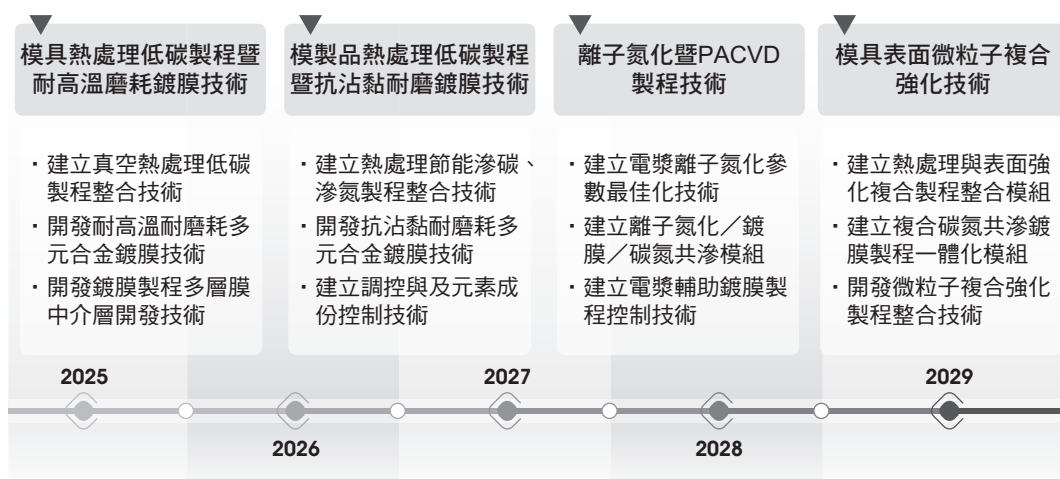 模具熱處理低碳製程暨
耐高溫磨耗鍍膜技術
・建立真空熱處理低碳
製程整合技術
・開發耐高溫耐磨耗多
元合金鍍膜技術
・開發鍍膜製程多層膜
中介層開發技術
模製品熱處理低碳製程
暨抗沾黏耐磨鍍膜技術
・建立熱處理節能滲碳、
滲氮製程整合技術
・開發抗沾黏耐磨耗多
元合金鍍膜技術
・建立調控與及元素成
份控制技術
離子氮化暨PACVD
製程技術
・建立電漿離子氮化參
數最佳化技術
・建立離子氮化／鍍
膜／碳氮共滲模組
・建立電漿輔助鍍膜製
程控制技術
模具表面微粒子複合
強化技術
・建立熱處理與表面強
化複合製程整合模組
・建立複合碳氮共滲鍍
膜製程一體化模組
・開發微粒子複合強化
製程整合技術
2025
2026
2027
2028
2029